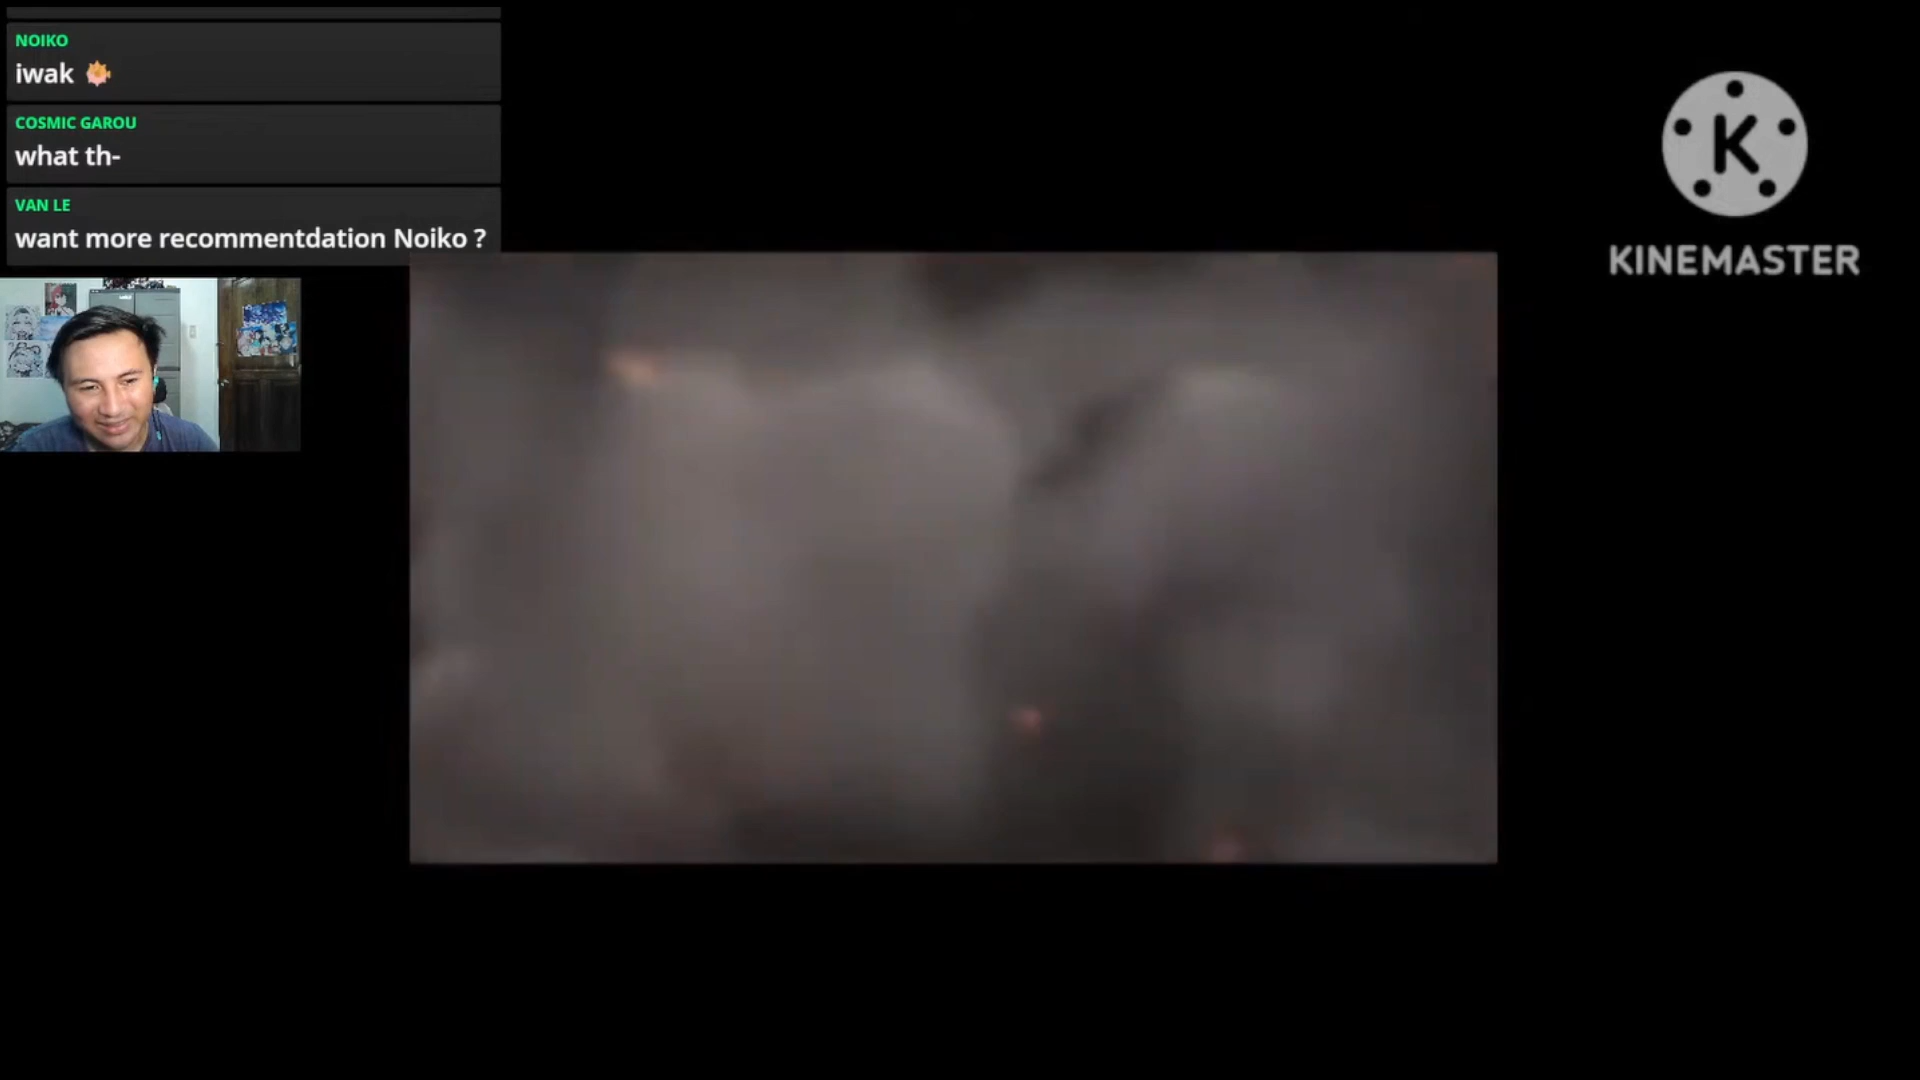 NOIKO
iwak
COSMIC GAROU
what th-
VAN LE
want more recommentdation Noiko ?
K
KINEMASTER